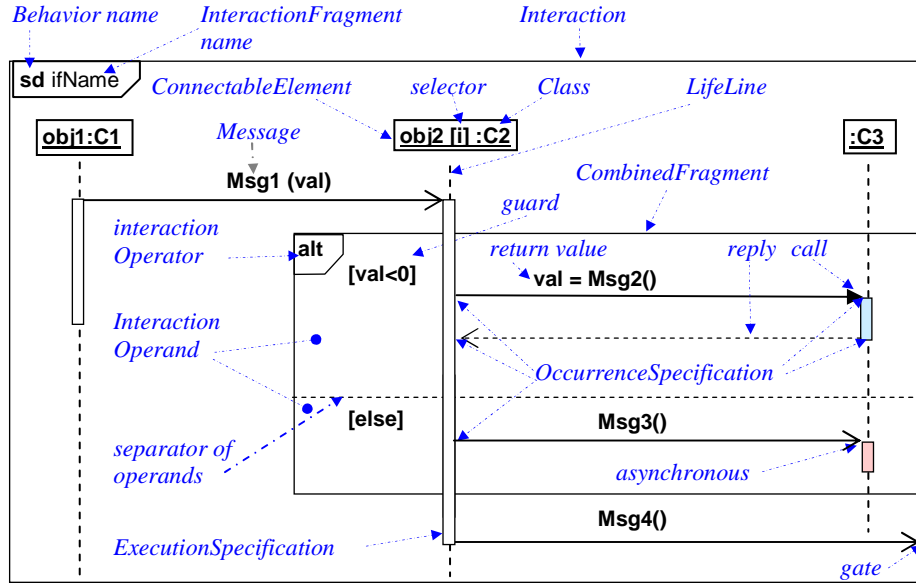 Behavior name
InteractionFragment
name
Interaction
sd ifName
ConnectableElement
selector
Class
LifeLine
obj1:C1
Message
obj2 [i] :C2
:C3
Msg1 (val)
CombinedFragment
guard
interaction
Operator
alt
[val<0]
return value
reply call
val = Msg2()
Interaction
Operand
OccurrenceSpecification
[else]
Msg3()
separator of
operands
asynchronous
Msg4()
ExecutionSpecification
gate